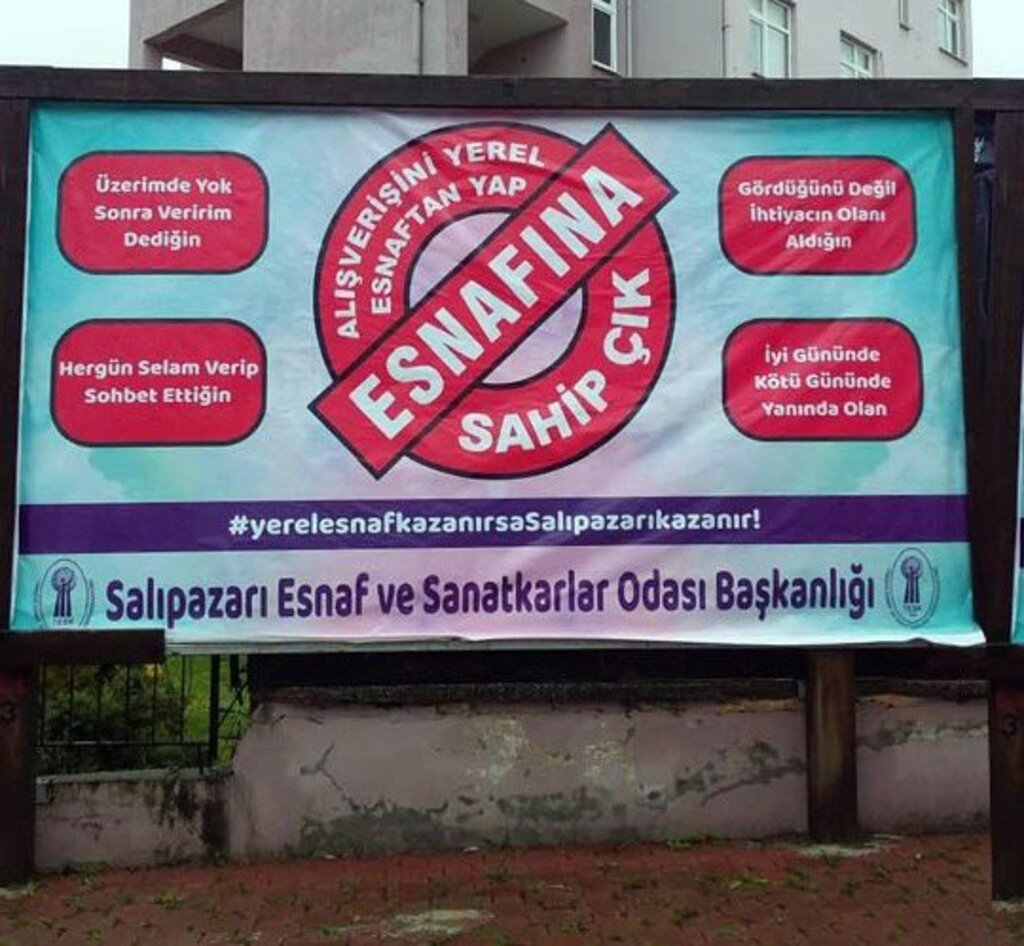 Üzerimde Yok
Sonra Veririm
Dediğin
Hergün Selam Verip
Sohbet Ettiğin
ALIŞVERİŞİNİ YEREL
ESNAFTAN YAP
ESNAFINA
SAHİP ÇIK
Gördüğünü Değil
İhtiyacın Olanı
Aldığın
İyi Gününde
Kötü Gününde
Yanında Olan
#yerelesnafkazanırsaSalıpazarıkazanır!
Salıpazarı Esnaf ve Sanatkarlar Odası Başkanlığı
3